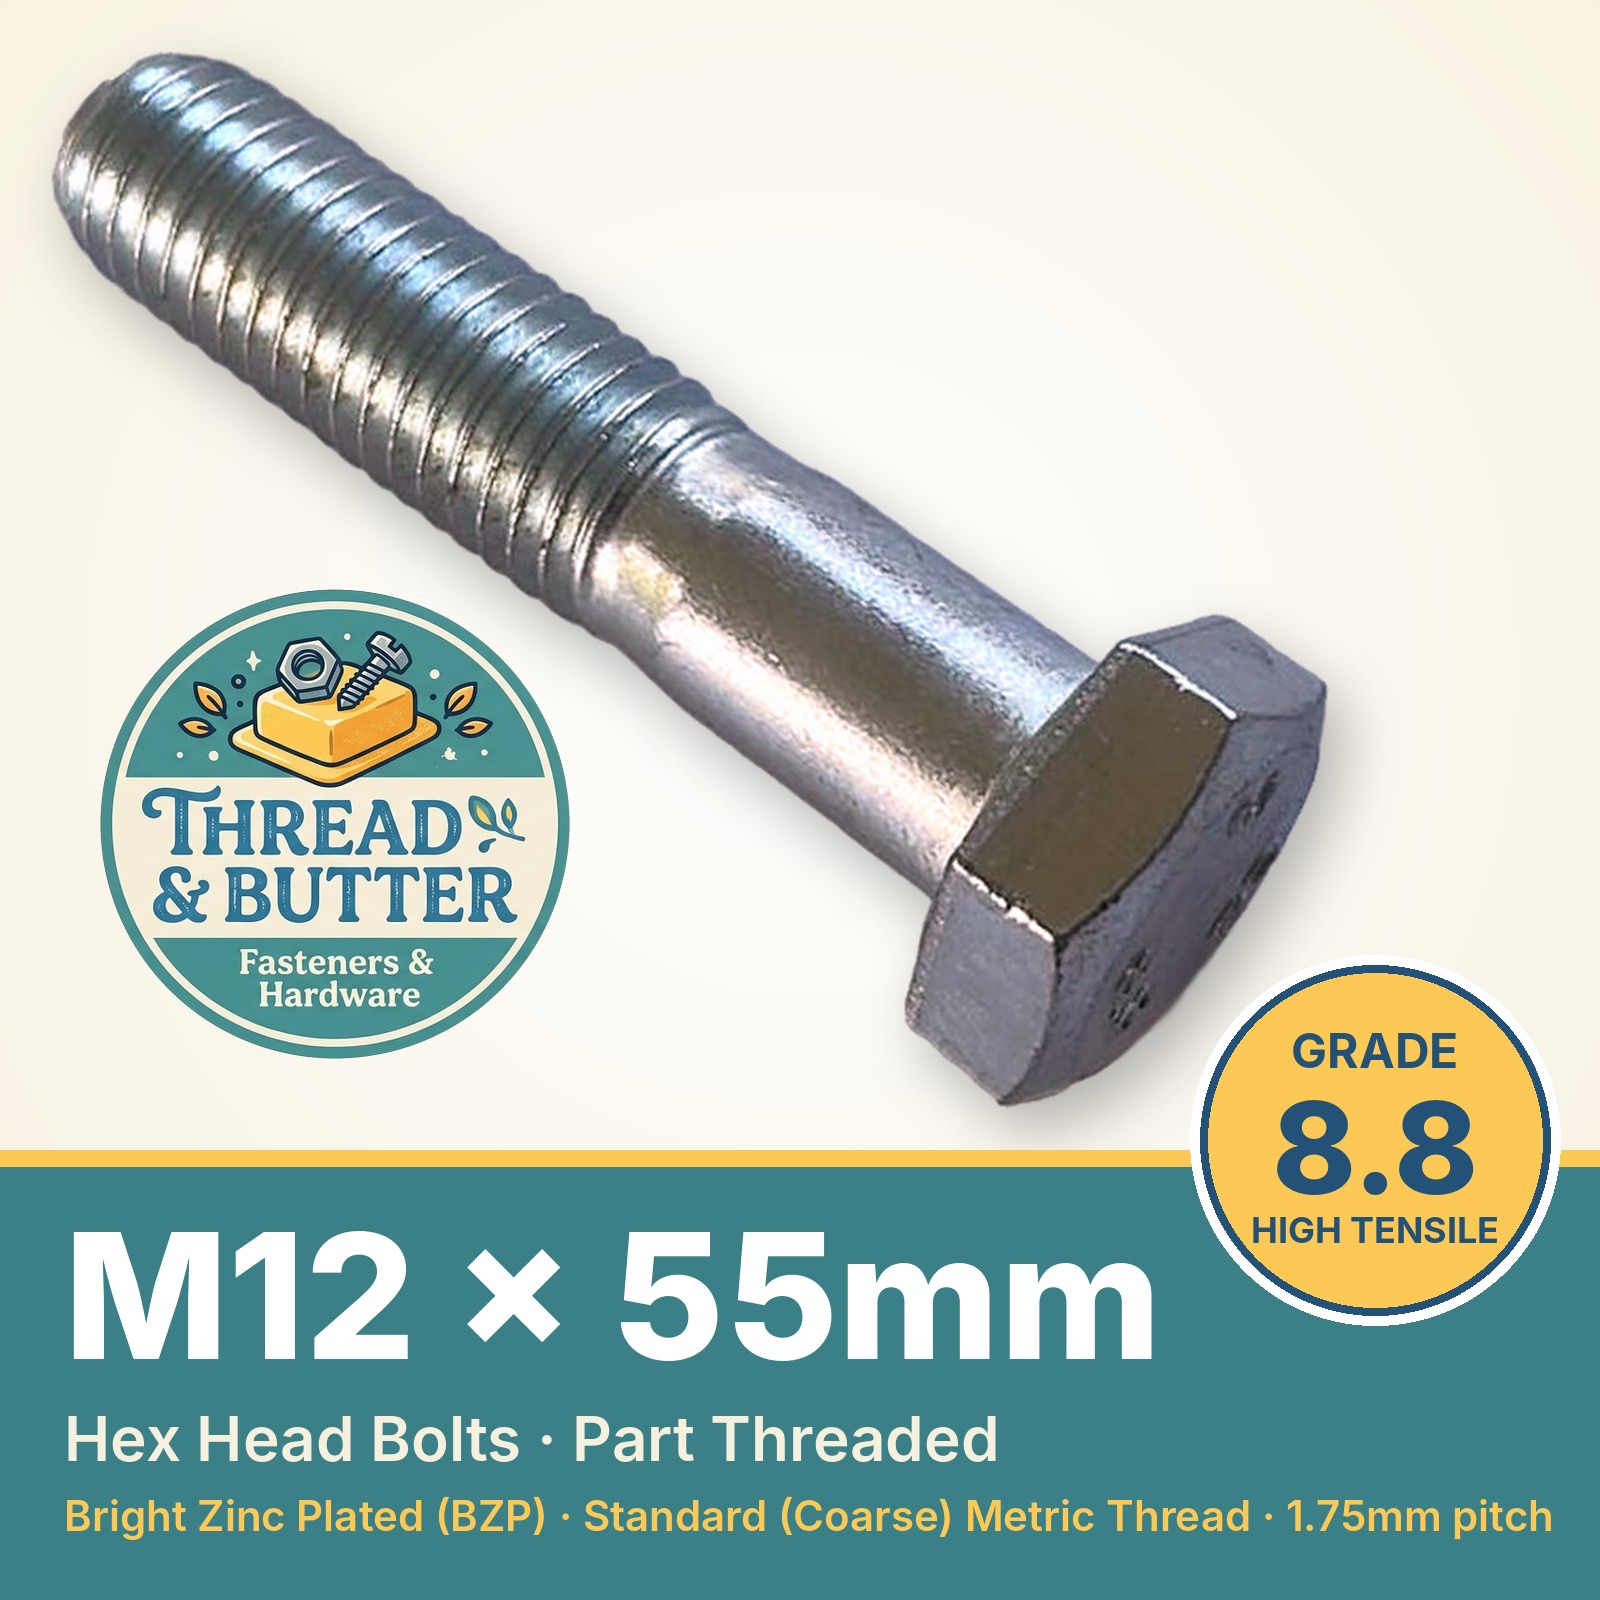 THREAD
& BUTTER
Fasteners &
Hardware
GRADE
8.8
HIGH TENSILE
M12 × 55mm
Hex Head Bolts · Part Threaded
Bright Zinc Plated (BZP) · Standard (Coarse) Metric Thread · 1.75mm pitch